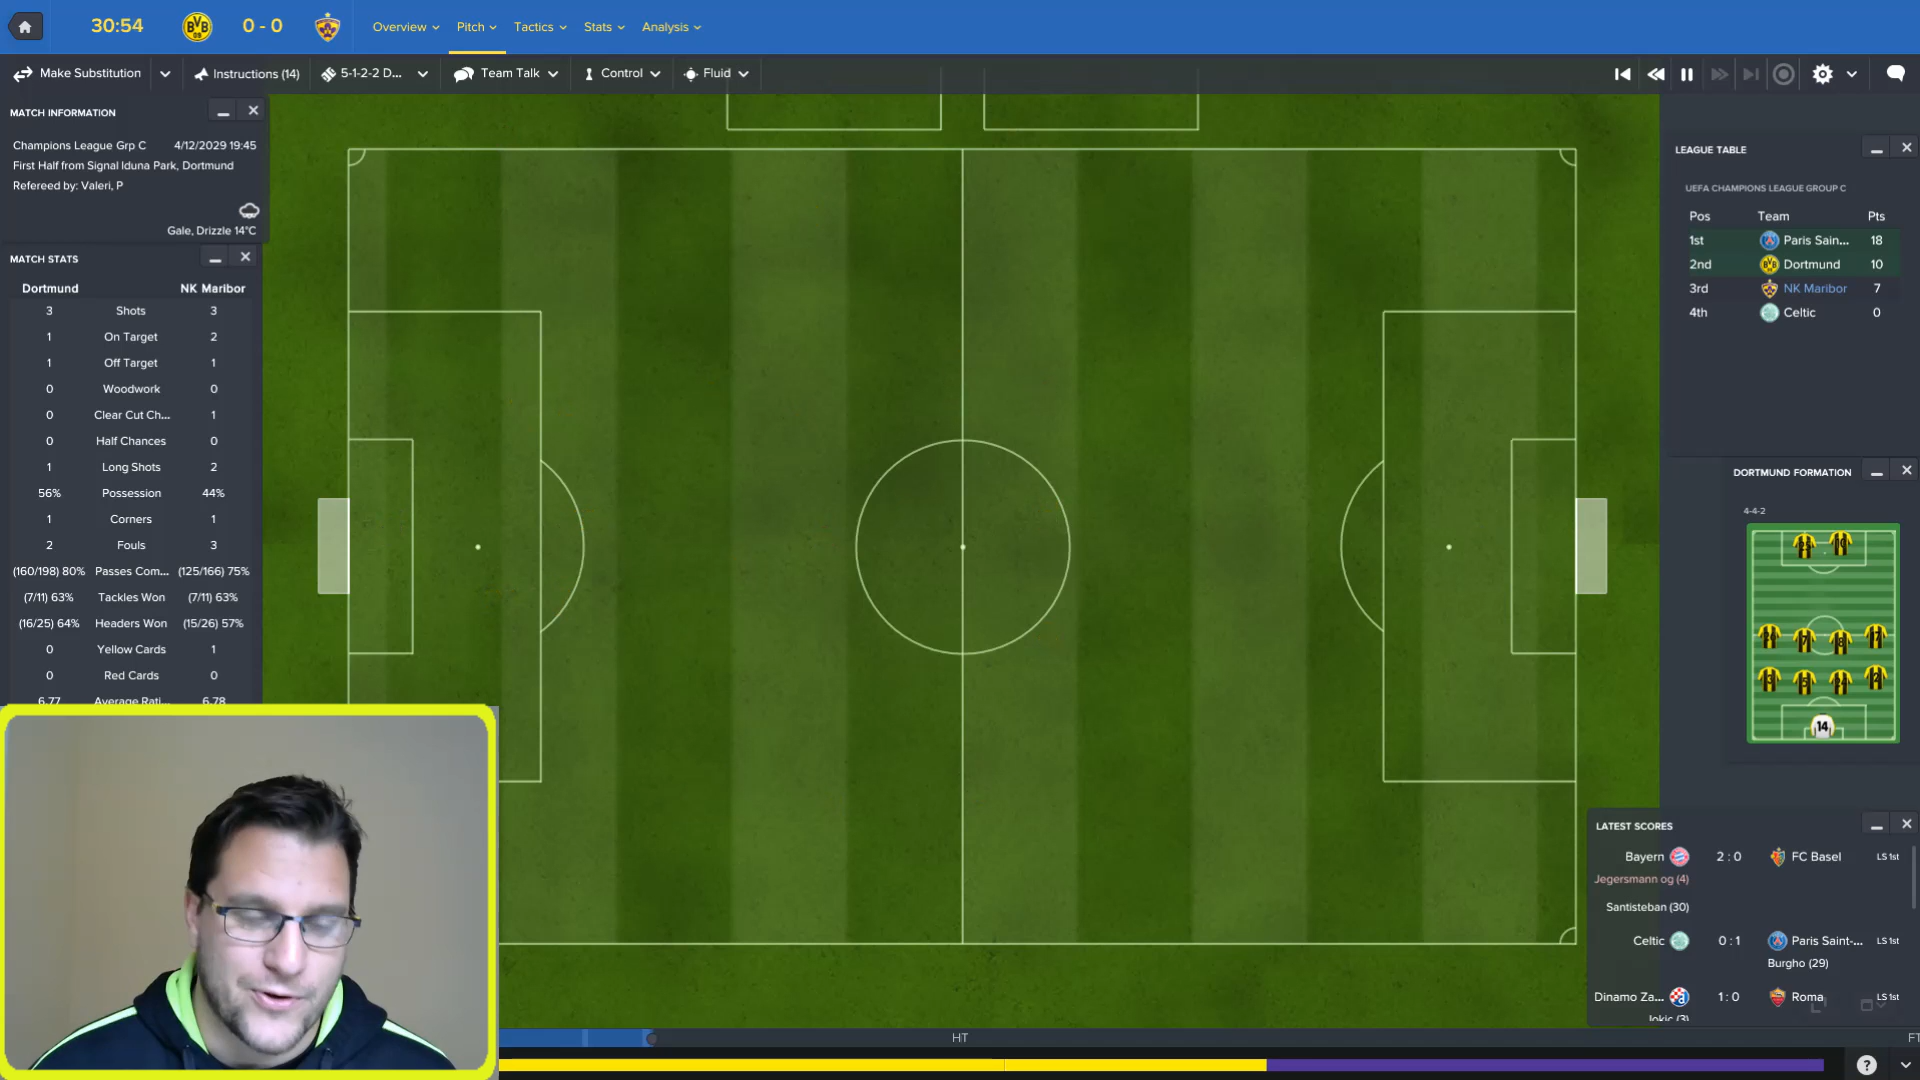 30:54
0 - 0
Overview
Pitch
Tactics
Stats
Analysis
Make Substitution
Instructions (14)
5-1-2-2 D...
Team Talk
Control
Fluid
MATCH INFORMATION
Champions League Grp C 4/12/2029 19:45
First Half from Signal Iduna Park, Dortmund
Refereed by: Valeri, P
Gale, Drizzle 14°C
MATCH STATS
Dortmund NK Maribor
3 Shots 3
1 On Target 2
1 Off Target 1
0 Woodwork 0
0 Clear Cut Ch... 1
0 Half Chances 0
1 Long Shots 2
56% Possession 44%
1 Corners 1
2 Fouls 3
(160/198) 80% Passes Com... (125/166) 75%
(7/11) 63% Tackles Won (7/11) 63%
(16/25) 64% Headers Won (15/26) 57%
0 Yellow Cards 1
0 Red Cards 0
6.77 Average Rati... 6.78
LEAGUE TABLE
UEFA CHAMPIONS LEAGUE GROUP C
Pos Team Pts
1st Paris Sain... 18
2nd Dortmund 10
3rd NK Maribor 7
4th Celtic 0
DORTMUND FORMATION
4-4-2
14
LATEST SCORES
Bayern 2 : 0 FC Basel LS 1st
Jegersmann og (4)
Santisteban (30)
Celtic 0 : 1 Paris Saint-... LS 1st
Burgho (29)
Dinamo Za... 1 : 0 Roma LS 1st
Jokic (3)
HT
FT
?